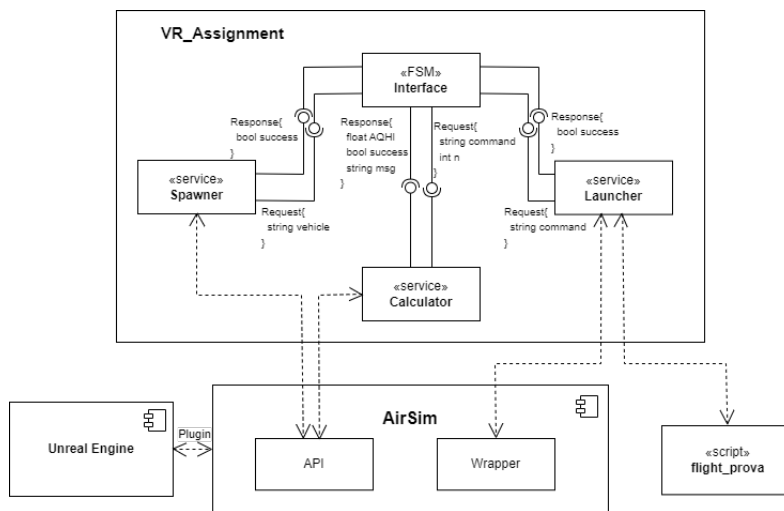 VR_Assignment
«FSM»
Interface
Response{
bool success
}
Response{
float AQHI
bool success
string msg
}
Request{
string command
int n
}
Response{
bool success
}
«service»
Spawner
«service»
Launcher
Request{
string vehicle
}
Request{
string command
}
«service»
Calculator
AirSim
Unreal Engine
Plugin
API
Wrapper
«script»
flight_prova